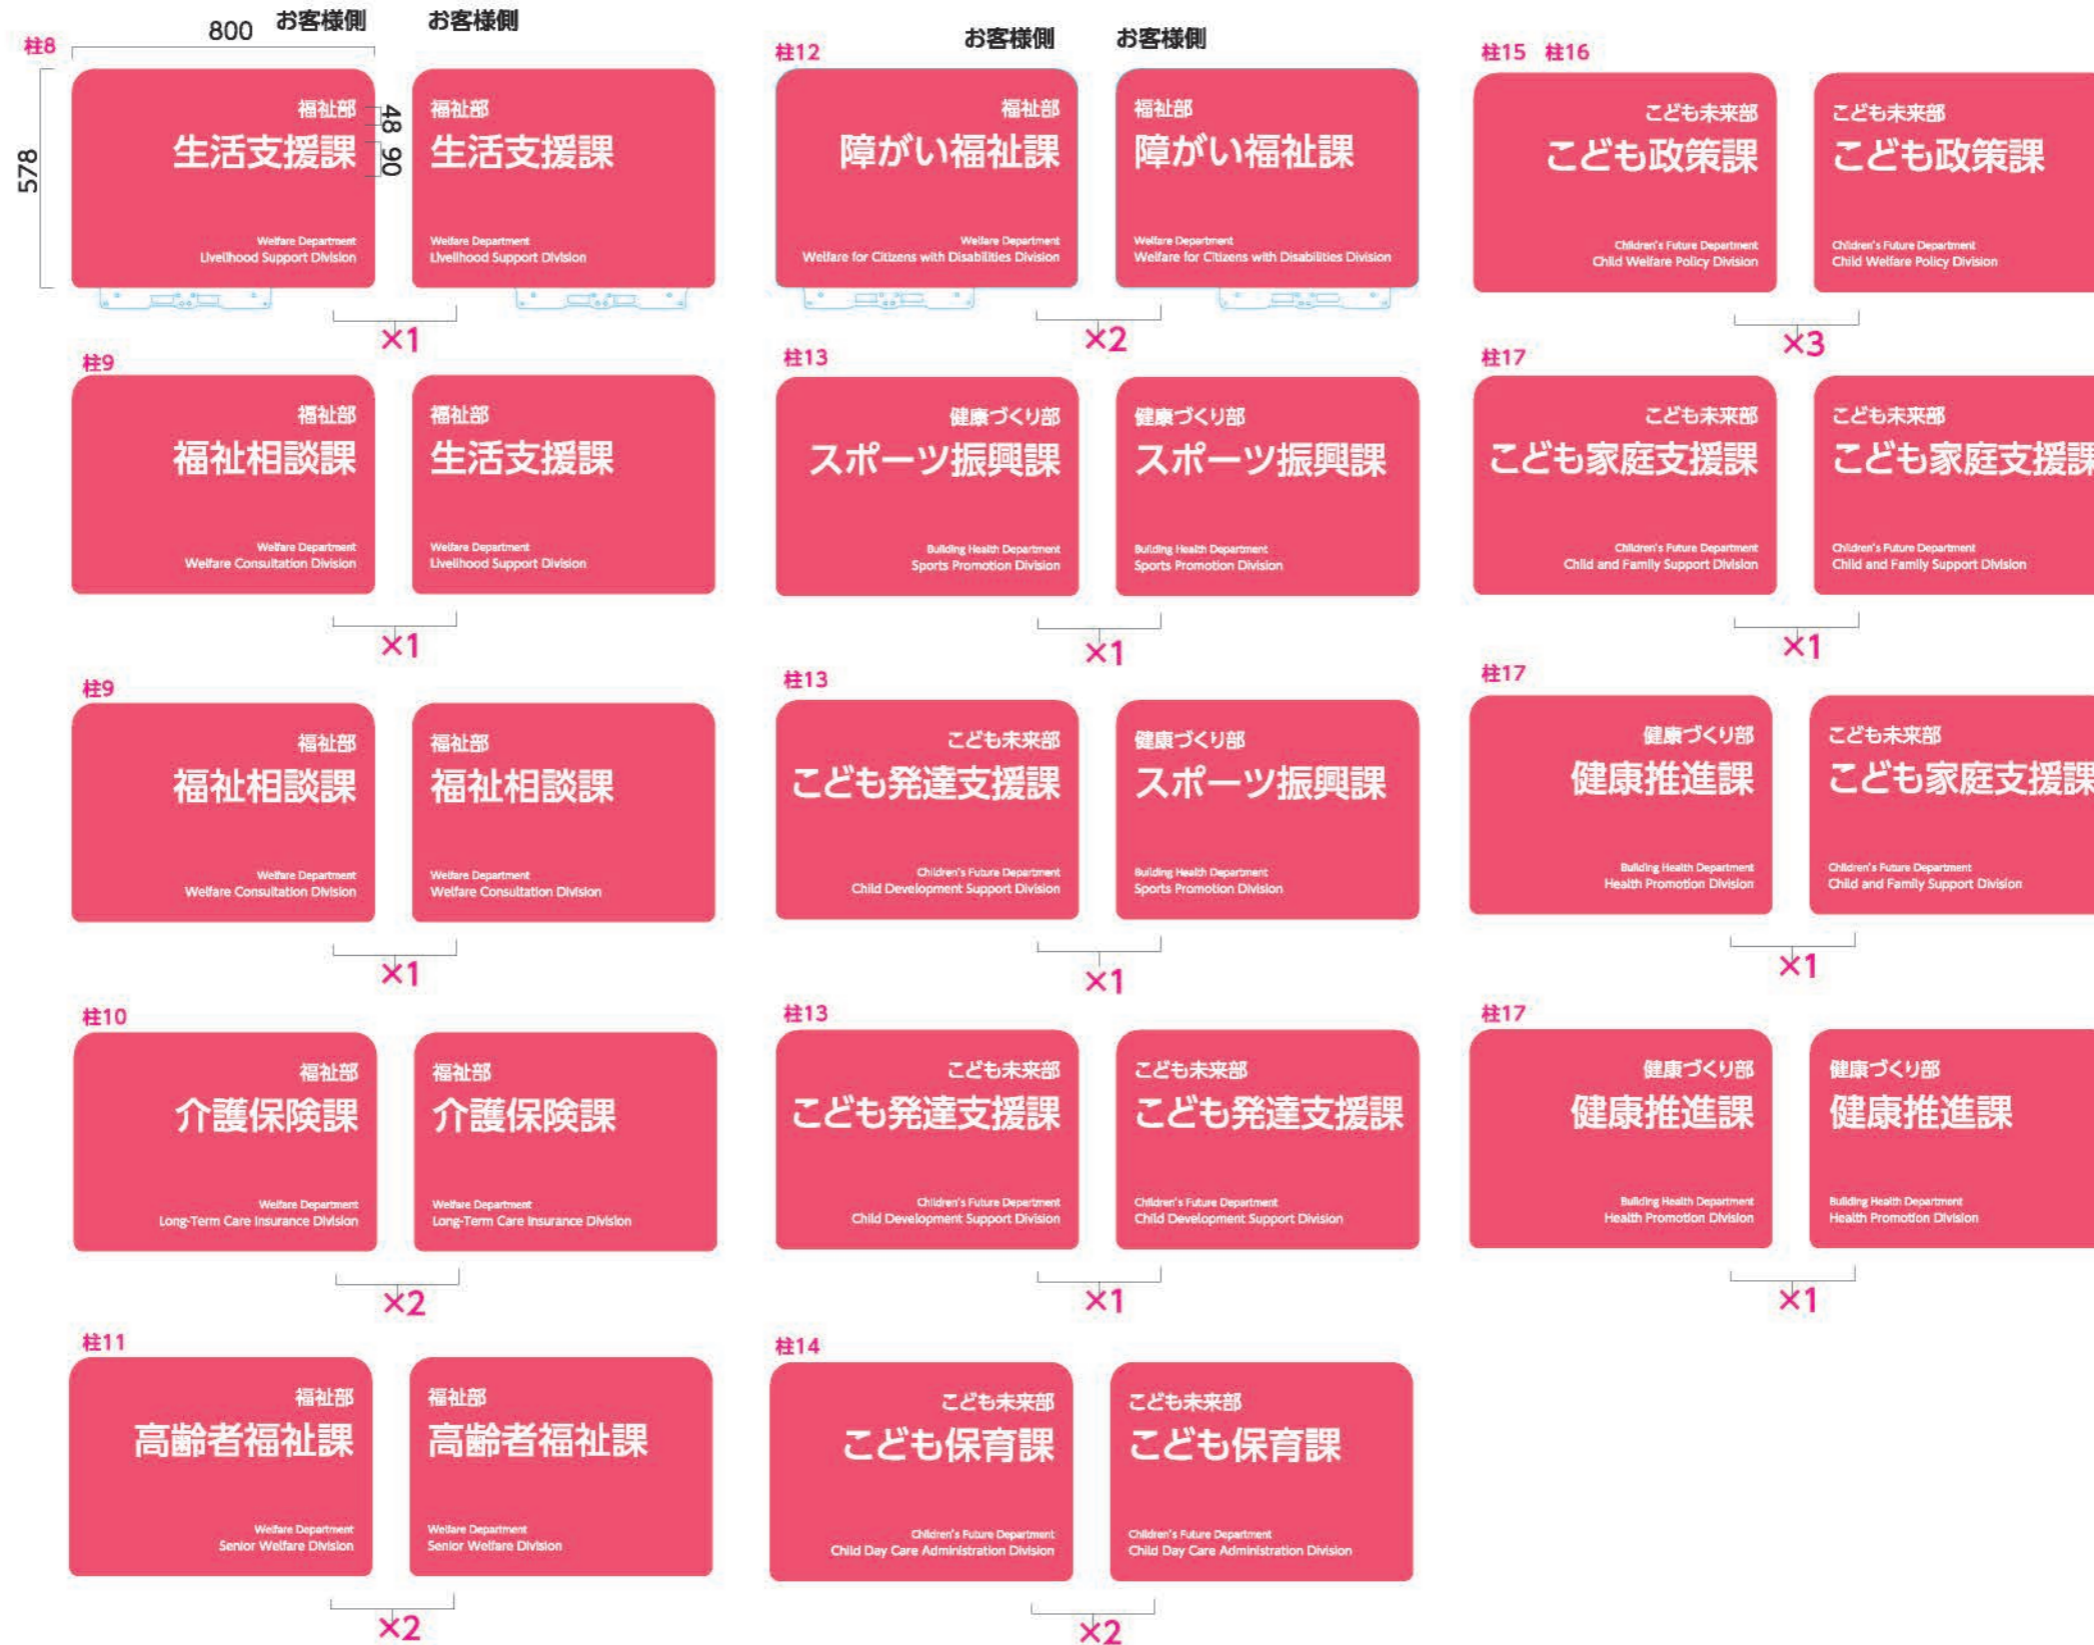 柱8
800
お客様側
お客様側
578
48
90
福祉部
生活支援課
Welfare Department
Livelihood Support Division
福祉部
生活支援課
Welfare Department
Livelihood Support Division
×1
柱9
福祉部
福祉相談課
Welfare Department
Welfare Consultation Division
福祉部
生活支援課
Welfare Department
Livelihood Support Division
×1
柱9
福祉部
福祉相談課
Welfare Department
Welfare Consultation Division
福祉部
福祉相談課
Welfare Department
Welfare Consultation Division
×1
柱10
福祉部
介護保険課
Welfare Department
Long-Term Care Insurance Division
福祉部
介護保険課
Welfare Department
Long-Term Care Insurance Division
×2
柱11
福祉部
高齢者福祉課
Welfare Department
Senior Welfare Division
福祉部
高齢者福祉課
Welfare Department
Senior Welfare Division
×2
柱12
お客様側
お客様側
福祉部
障がい福祉課
Welfare Department
Welfare for Citizens with Disabilities Division
福祉部
障がい福祉課
Welfare Department
Welfare for Citizens with Disabilities Division
×2
柱13
健康づくり部
スポーツ振興課
Building Health Department
Sports Promotion Division
健康づくり部
スポーツ振興課
Building Health Department
Sports Promotion Division
×1
柱13
こども未来部
こども発達支援課
Children's Future Department
Child Development Support Division
健康づくり部
スポーツ振興課
Building Health Department
Sports Promotion Division
×1
柱13
こども未来部
こども発達支援課
Children's Future Department
Child Development Support Division
こども未来部
こども発達支援課
Children's Future Department
Child Development Support Division
×1
柱14
こども未来部
こども保育課
Children's Future Department
Child Day Care Administration Division
こども未来部
こども保育課
Children's Future Department
Child Day Care Administration Division
×2
柱15 柱16
こども未来部
こども政策課
Children's Future Department
Child Welfare Policy Division
こども未来部
こども政策課
Children's Future Department
Child Welfare Policy Division
×3
柱17
こども未来部
こども家庭支援課
Children's Future Department
Child and Family Support Division
こども未来部
こども家庭支援課
Children's Future Department
Child and Family Support Division
×1
柱17
健康づくり部
健康推進課
Building Health Department
Health Promotion Division
こども未来部
こども家庭支援課
Children's Future Department
Child and Family Support Division
×1
柱17
健康づくり部
健康推進課
Building Health Department
Health Promotion Division
健康づくり部
健康推進課
Building Health Department
Health Promotion Division
×1